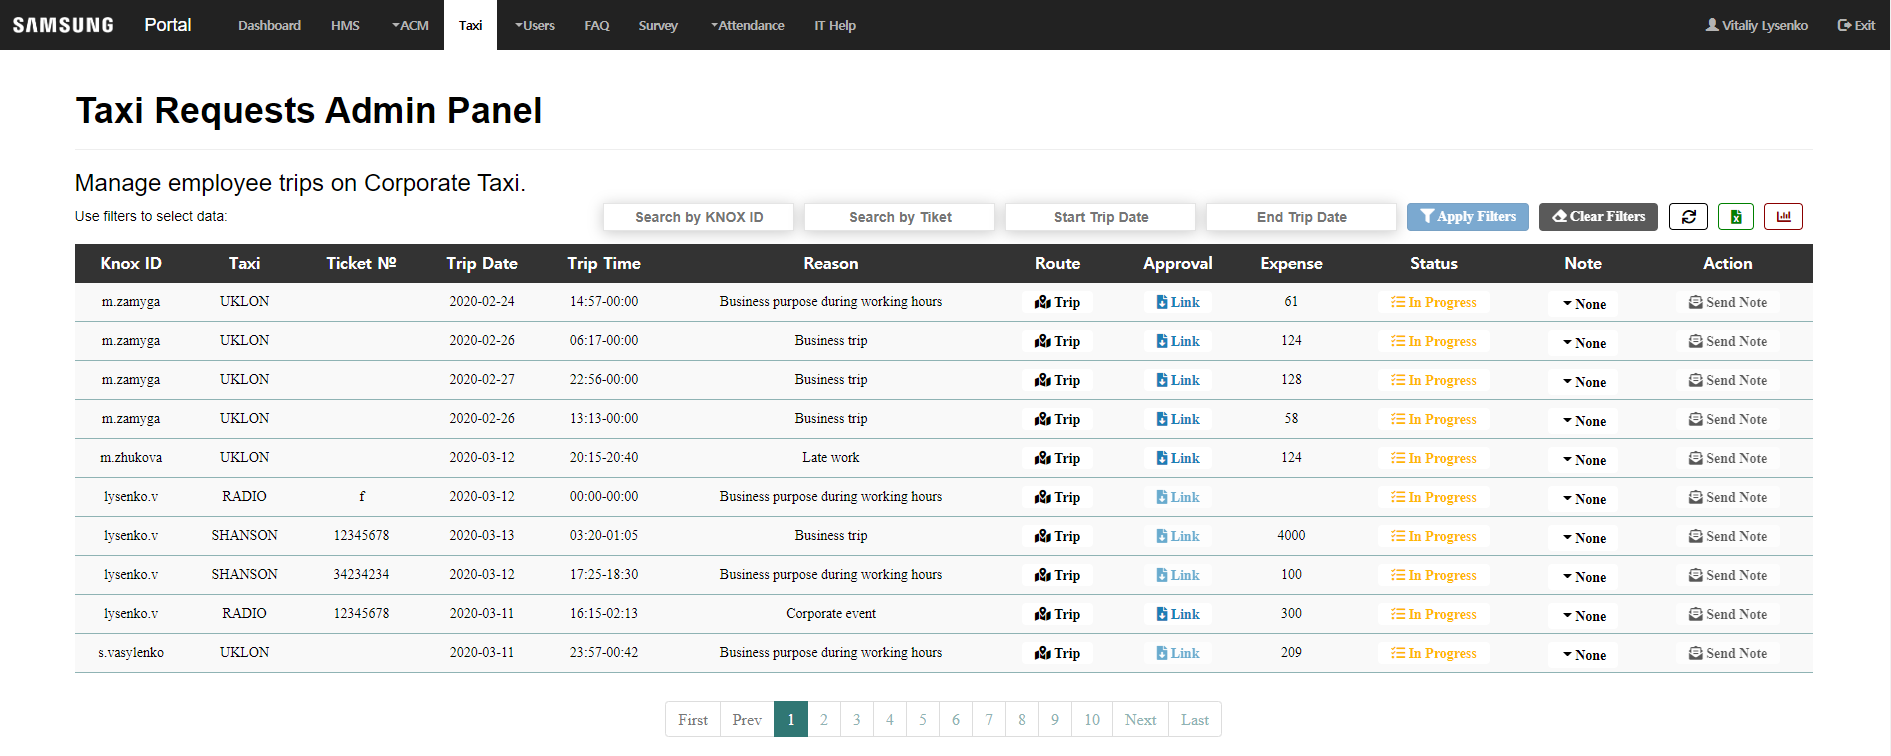 SAMSUNG Portal Dashboard HMS ACM Taxi Users FAQ Survey Attendance IT Help Vitaliy Lysenko Exit
Taxi Requests Admin Panel
Manage employee trips on Corporate Taxi.
Use filters to select data: Search by KNOX ID Search by Tiket Start Trip Date End Trip Date Apply Filters Clear Filters
Knox ID Taxi Ticket № Trip Date Trip Time Reason Route Approval Expense Status Note Action
m.zamyga UKLON 2020-02-24 14:57-00:00 Business purpose during working hours Trip Link 61 In Progress None Send Note
m.zamyga UKLON 2020-02-26 06:17-00:00 Business trip Trip Link 124 In Progress None Send Note
m.zamyga UKLON 2020-02-27 22:56-00:00 Business trip Trip Link 128 In Progress None Send Note
m.zamyga UKLON 2020-02-26 13:13-00:00 Business trip Trip Link 58 In Progress None Send Note
m.zhukova UKLON 2020-03-12 20:15-20:40 Late work Trip Link 124 In Progress None Send Note
lysenko.v RADIO f 2020-03-12 00:00-00:00 Business purpose during working hours Trip Link In Progress None Send Note
lysenko.v SHANSON 12345678 2020-03-13 03:20-01:05 Business trip Trip Link 4000 In Progress None Send Note
lysenko.v SHANSON 34234234 2020-03-12 17:25-18:30 Business purpose during working hours Trip Link 100 In Progress None Send Note
lysenko.v RADIO 12345678 2020-03-11 16:15-02:13 Corporate event Trip Link 300 In Progress None Send Note
s.vasylenko UKLON 2020-03-11 23:57-00:42 Business purpose during working hours Trip Link 209 In Progress None Send Note
First Prev 1 2 3 4 5 6 7 8 9 10 Next Last